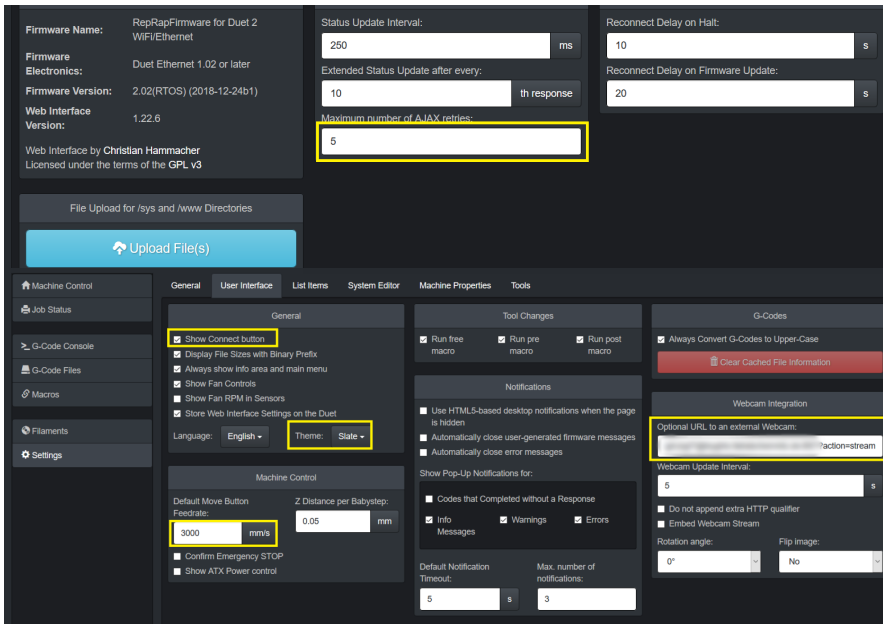 Firmware Name: RepRapFirmware for Duet 2 WiFi/Ethernet
Firmware Electronics: Duet Ethernet 1.02 or later
Firmware Version: 2.02(RTOS) (2018-12-24b1)
Web Interface Version: 1.22.6
Web Interface by Christian Hammacher
Licensed under the terms of the GPL v3
Status Update Interval:
250 ms
Extended Status Update after every:
10 th response
Maximum number of AJAX retries:
5
Reconnect Delay on Halt:
10 s
Reconnect Delay on Firmware Update:
20 s
File Upload for /sys and /www Directories
Upload File(s)
Machine Control
Job Status
G-Code Console
G-Code Files
Macros
Filaments
Settings
General User Interface List Items System Editor Machine Properties Tools
General
Show Connect button
Display File Sizes with Binary Prefix
Always show info area and main menu
Show Fan Controls
Show Fan RPM in Sensors
Store Web Interface Settings on the Duet
Language: English Theme: Slate
Machine Control
Default Move Button Feedrate:
3000 mm/s
Z Distance per Babystep:
0.05 mm
Confirm Emergency STOP
Show ATX Power control
Tool Changes
Run free macro
Run pre macro
Run post macro
Notifications
Use HTML5-based desktop notifications when the page
is hidden
Automatically close user-generated firmware messages
Automatically close error messages
Show Pop-Up Notifications for:
Codes that Completed without a Response
Info Messages
Warnings
Errors
Default Notification Timeout:
5 s
Max. number of notifications:
3
G-Codes
Always Convert G-Codes to Upper-Case
Clear Cached File Information
Webcam Integration
Optional URL to an external Webcam:
?action=stream
Webcam Update Interval:
5 s
Do not append extra HTTP qualifier
Embed Webcam Stream
Rotation angle:
0°
Flip image:
No